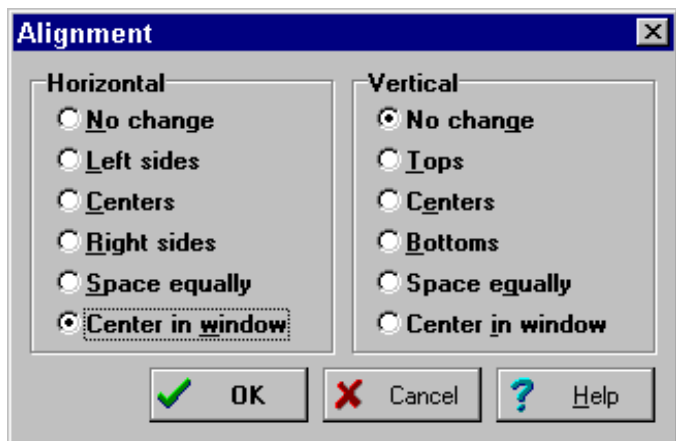 Alignment
Horizontal
No change
Left sides
Centers
Right sides
Space equally
Center in window
Vertical
No change
Tops
Centers
Bottoms
Space equally
Center in window
OK
Cancel
? Help